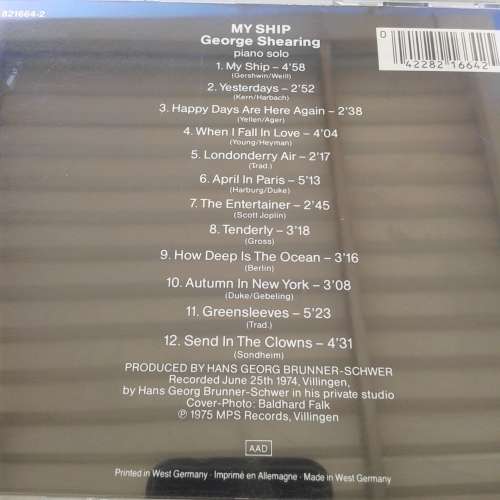 821664-2
MY SHIP
George Shearing
piano solo
D
42282 16642
1. My Ship – 4'58
(Gershwin/Weill)
2. Yesterdays – 2'52
(Kern/Harbach)
3. Happy Days Are Here Again – 2'38
(Yellen/Ager)
4. When I Fall In Love – 4'04
(Young/Heyman)
5. Londonderry Air – 2'17
(Trad.)
6. April In Paris – 5'13
(Harburg/Duke)
7. The Entertainer – 2'45
(Scott Joplin)
8. Tenderly – 3'18
(Gross)
9. How Deep Is The Ocean – 3'16
(Berlin)
10. Autumn In New York – 3'08
(Duke/Gebeling)
11. Greensleeves – 5'23
(Trad.)
12. Send In The Clowns – 4'31
(Sondheim)
PRODUCED BY HANS GEORG BRUNNER-SCHWER
Recorded June 25th 1974, Villingen,
by Hans Georg Brunner-Schwer in his private studio
Cover-Photo: Baldhard Falk
℗ 1975 MPS Records, Villingen
AAD
Printed in West Germany · Imprimé en Allemagne · Made in West Germany